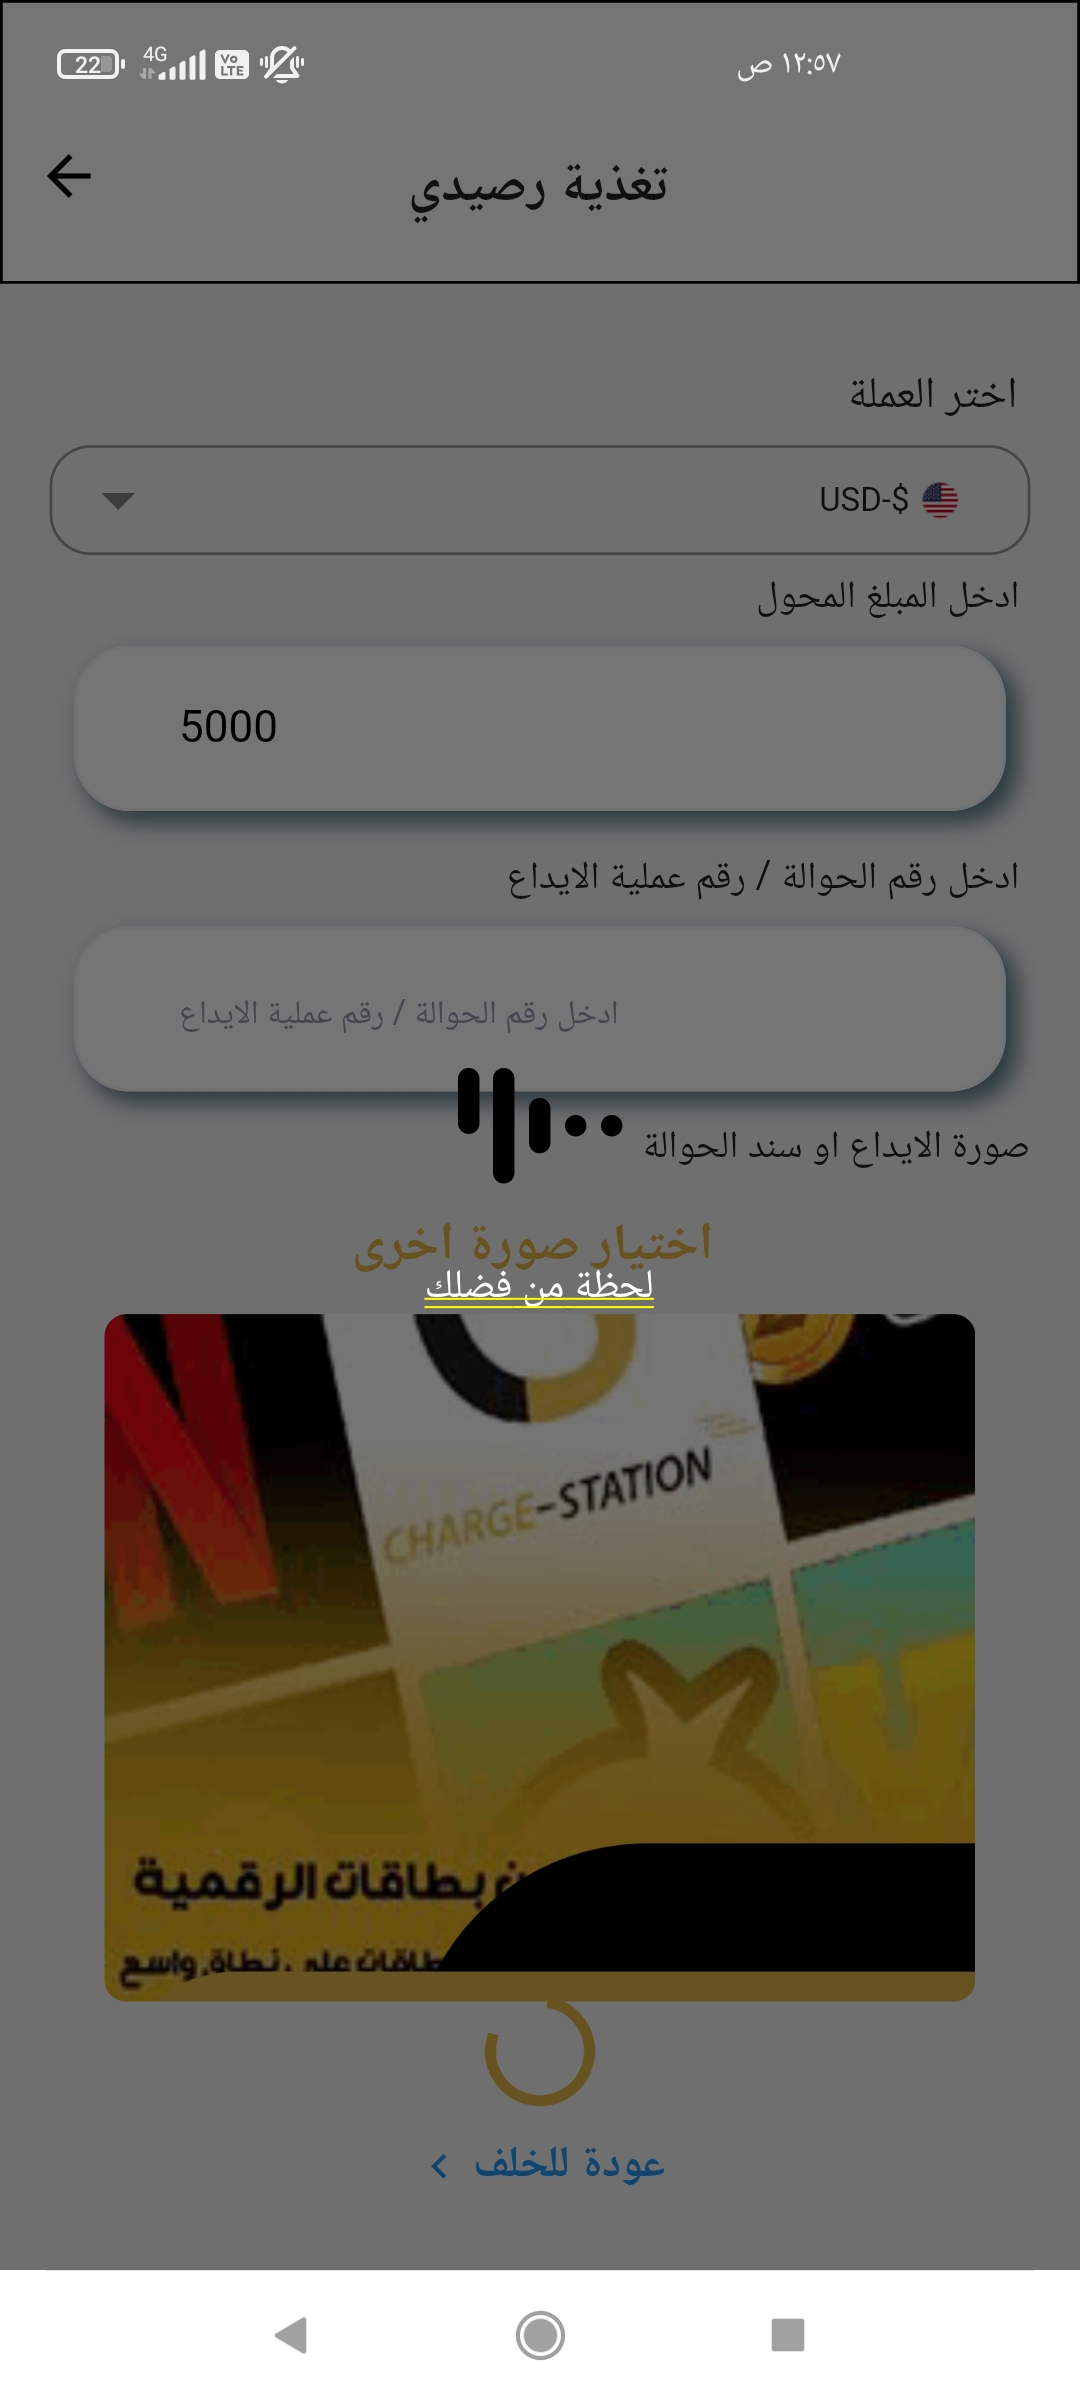 22 4G Vo LTE ١٢:٥٧ ص
تغذية رصيدي
اختر العملة
USD-$
ادخل المبلغ المحول
5000
ادخل رقم الحوالة / رقم عملية الايداع
ادخل رقم الحوالة / رقم عملية الايداع
صورة الايداع او سند الحوالة
اختيار صورة اخرى
لحظة من فضلك
CHARGE-STATION
بطاقات الرقمية
على نطاق واسع
عودة للخلف